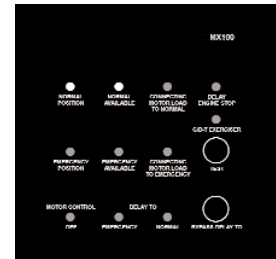 MX100
NORMAL POSITION
NORMAL AVAILABLE
CONNECTING MOTOR LOAD TO NORMAL
DELAY ENGINE STOP
G/D-T EXERCISER
EMERGENCY POSITION
EMERGENCY AVAILABLE
CONNECTING MOTOR LOAD TO EMERGENCY
MOTOR CONTROL
DELAY TO
OFF
EMERGENCY
NORMAL
BYPASS DELAY TO